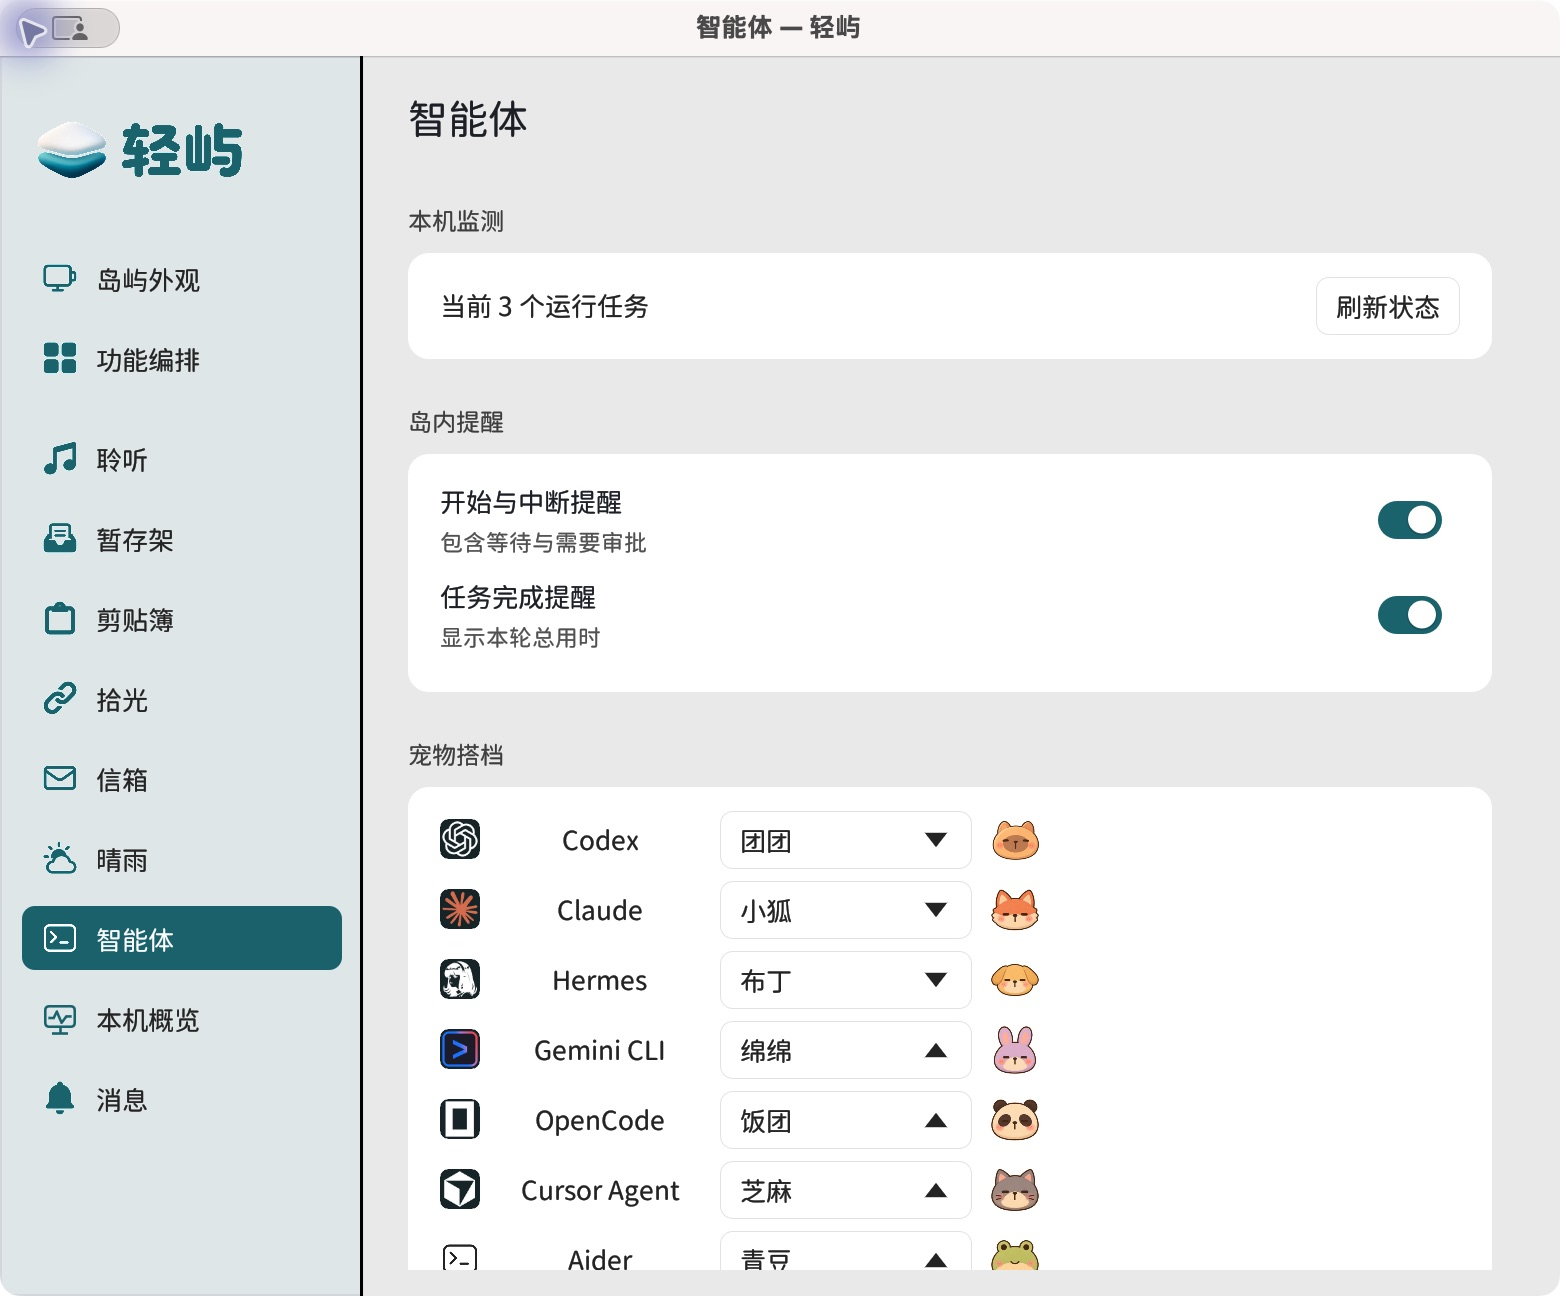 智能体 — 轻屿
轻屿
岛屿外观
功能编排
聆听
暂存架
剪贴簿
拾光
信箱
晴雨
智能体
本机概览
消息
智能体
本机监测
当前 3 个运行任务
刷新状态
岛内提醒
开始与中断提醒
包含等待与需要审批
任务完成提醒
显示本轮总用时
宠物搭档
Codex 团团
Claude 小狐
Hermes 布丁
Gemini CLI 绵绵
OpenCode 饭团
Cursor Agent 芝麻
Aider 青豆